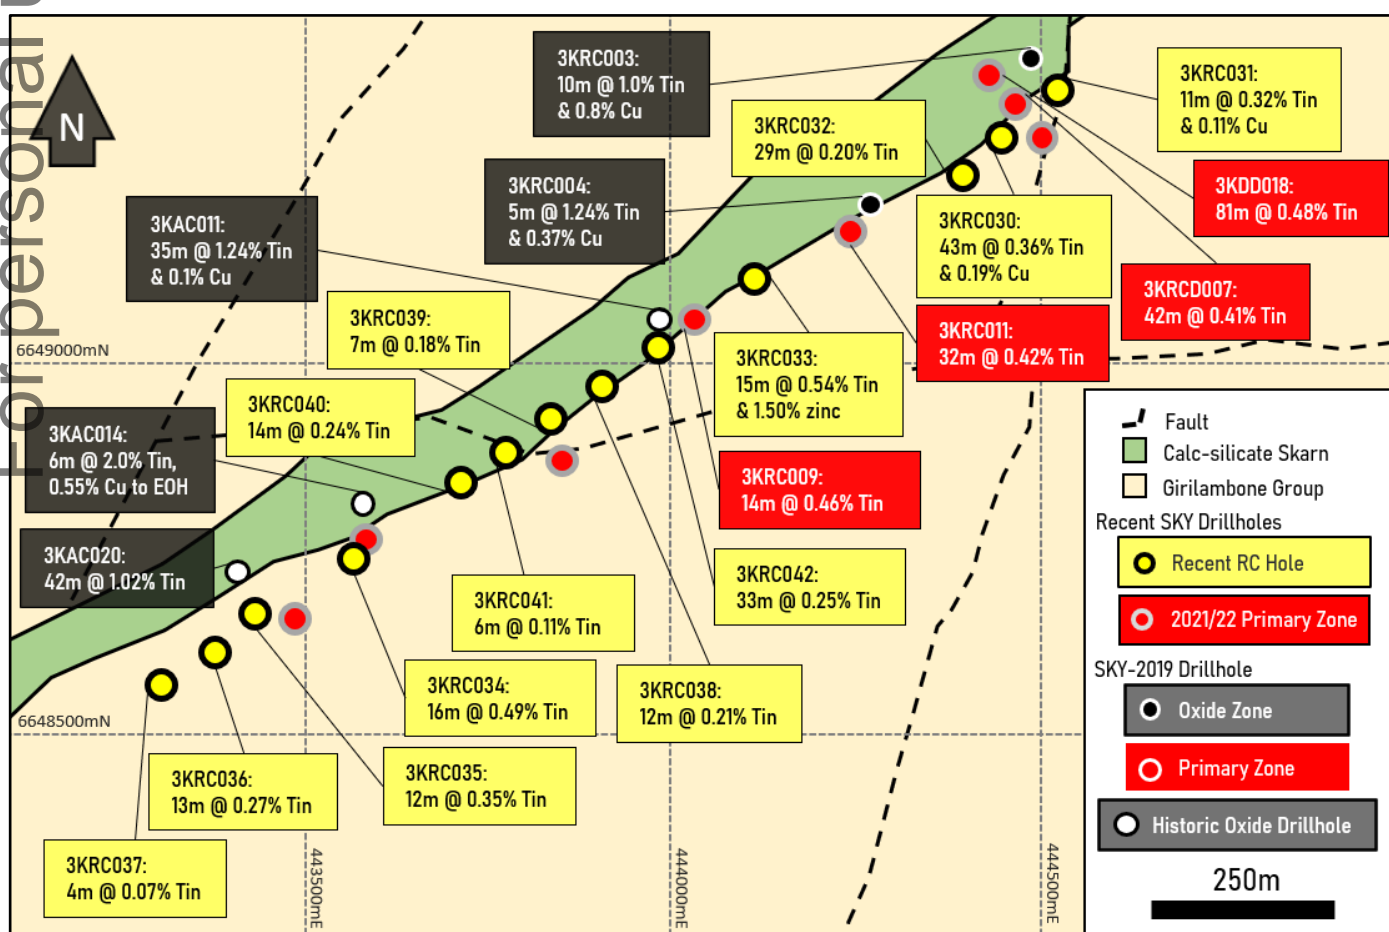 For personal u
N
3KRC003:
10m @ 1.0% Tin
& 0.8% Cu
3KRC031:
11m @ 0.32% Tin
& 0.11% Cu
3KRC032:
29m @ 0.20% Tin
3KRC004:
5m @ 1.24% Tin
& 0.37% Cu
3KDD018:
81m @ 0.48% Tin
3KAC011:
35m @ 1.24% Tin
& 0.1% Cu
3KRC030:
43m @ 0.36% Tin
& 0.19% Cu
3KRCD007:
42m @ 0.41% Tin
3KRC039:
7m @ 0.18% Tin
3KRC011:
32m @ 0.42% Tin
6649000mN
3KRC033:
15m @ 0.54% Tin
& 1.50% zinc
3KRC040:
14m @ 0.24% Tin
3KAC014:
6m @ 2.0% Tin,
0.55% Cu to EOH
3KRC009:
14m @ 0.46% Tin
3KAC020:
42m @ 1.02% Tin
3KRC042:
33m @ 0.25% Tin
3KRC041:
6m @ 0.11% Tin
3KRC034:
16m @ 0.49% Tin
3KRC038:
12m @ 0.21% Tin
6648500mN
3KRC036:
13m @ 0.27% Tin
3KRC035:
12m @ 0.35% Tin
3KRC037:
4m @ 0.07% Tin
443500mE
444000mE
444500mE
Fault
Calc-silicate Skarn
Girilambone Group
Recent SKY Drillholes
Recent RC Hole
2021/22 Primary Zone
SKY-2019 Drillhole
Oxide Zone
Primary Zone
Historic Oxide Drillhole
250m